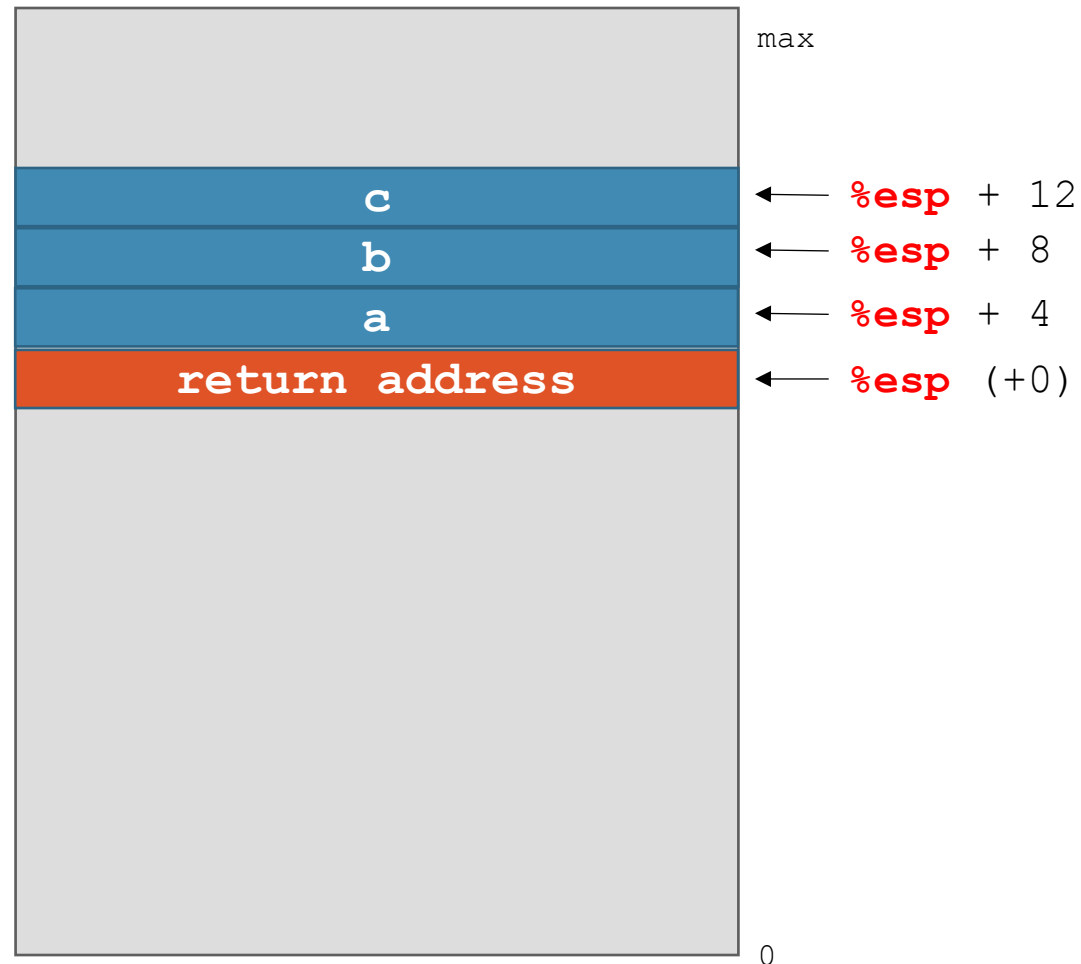 max
c %esp + 12
b %esp + 8
a %esp + 4
return address %esp (+0)
0